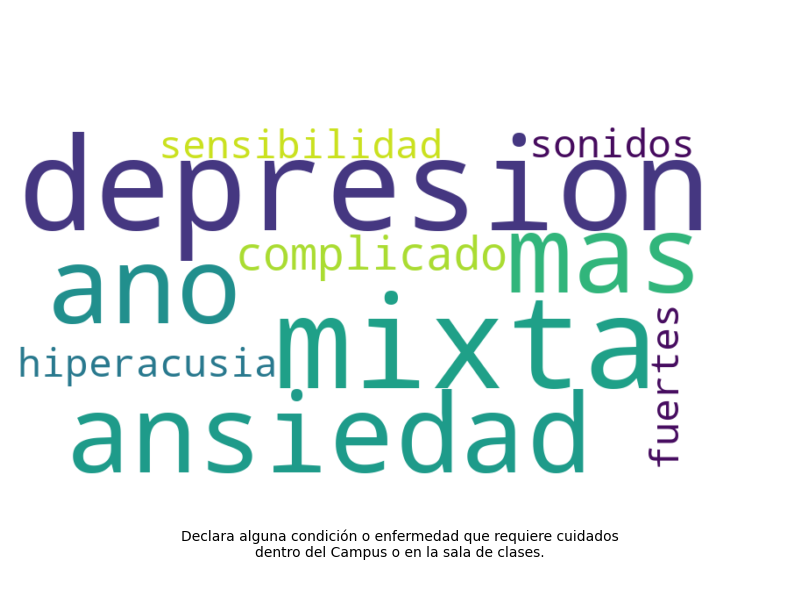 sensibilidad
sonidos
depresion
complicado
mas
ano
mixta
fuertes
hiperacusia
ansiedad
Declara alguna condición o enfermedad que requiere cuidados
dentro del Campus o en la sala de clases.